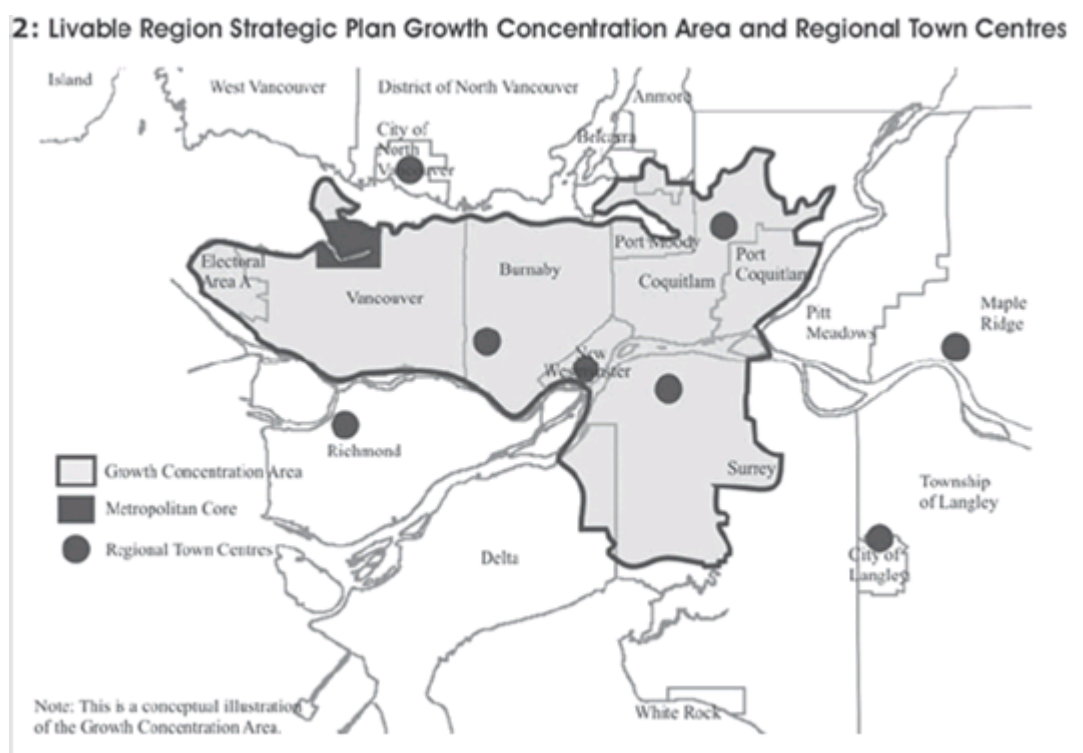 2: Livable Region Strategic Plan Growth Concentration Area and Regional Town Centres
Island
West Vancouver
District of North Vancouver
Anmore
City of
North
Vancouver
Belcarra
Electoral
Area A
Vancouver
Burnaby
Port Moody
Coquitlam
Port
Coquitlam
Pitt
Meadows
Maple
Ridge
New
Westminster
Richmond
Surrey
Township
of Langley
City of
Langley
Delta
White Rock
Growth Concentration Area
Metropolitan Core
Regional Town Centres
Note: This is a conceptual illustration
of the Growth Concentration Area.